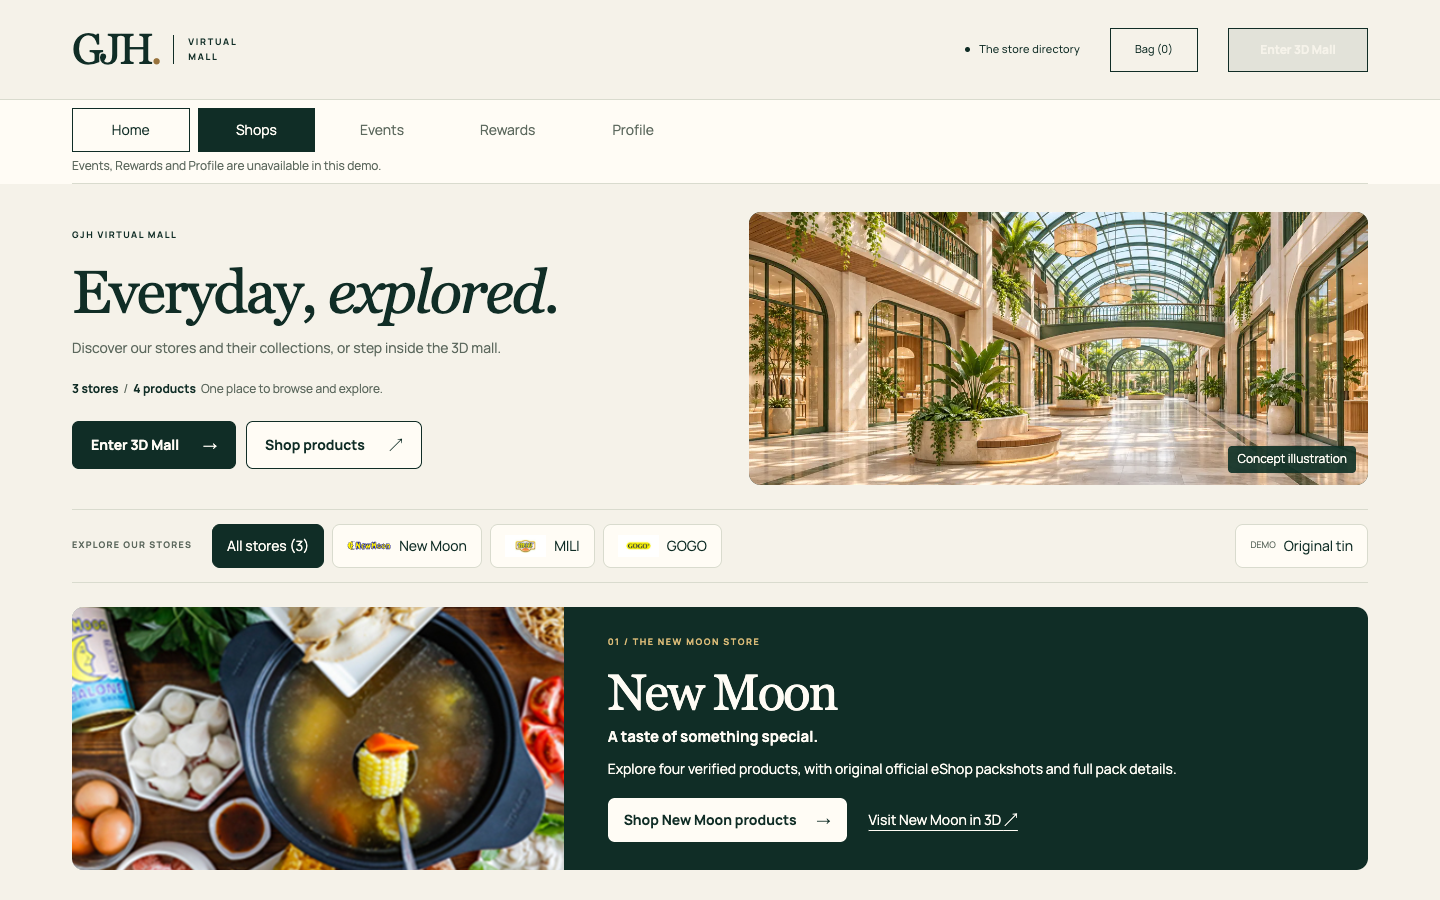 GJH.
VIRTUAL
MALL
The store directory
Bag (0)
Enter 3D Mall
Home
Shops
Events
Rewards
Profile
Events, Rewards and Profile are unavailable in this demo.
GJH VIRTUAL MALL
Everyday, explored.
Discover our stores and their collections, or step inside the 3D mall.
3 stores / 4 products One place to browse and explore.
Enter 3D Mall →
Shop products ↗
Concept illustration
EXPLORE OUR STORES
All stores (3)
NewMoon New Moon
MILI
GOGO GOGO
DEMO Original tin
01 / THE NEW MOON STORE
New Moon
A taste of something special.
Explore four verified products, with original official eShop packshots and full pack details.
Shop New Moon products →
Visit New Moon in 3D ↗